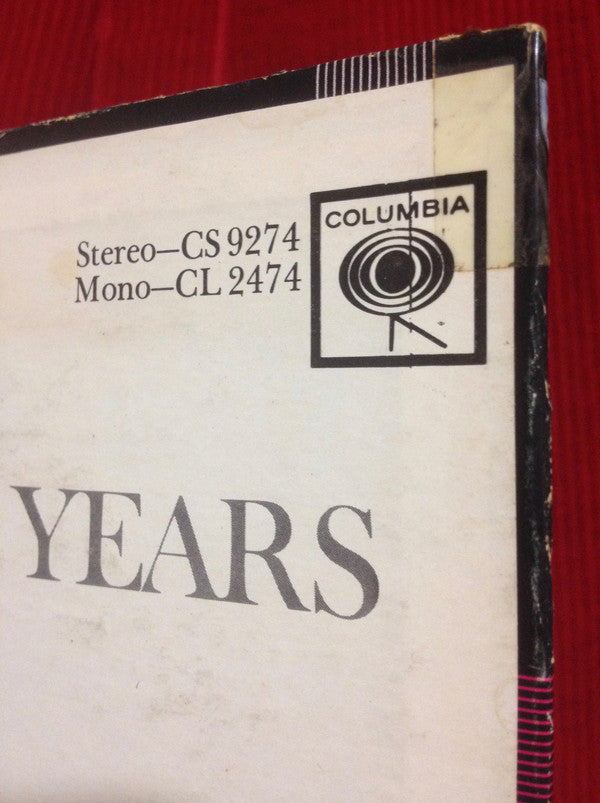 COLUMBIA
Stereo—CS 9274
Mono—CL 2474
YEARS